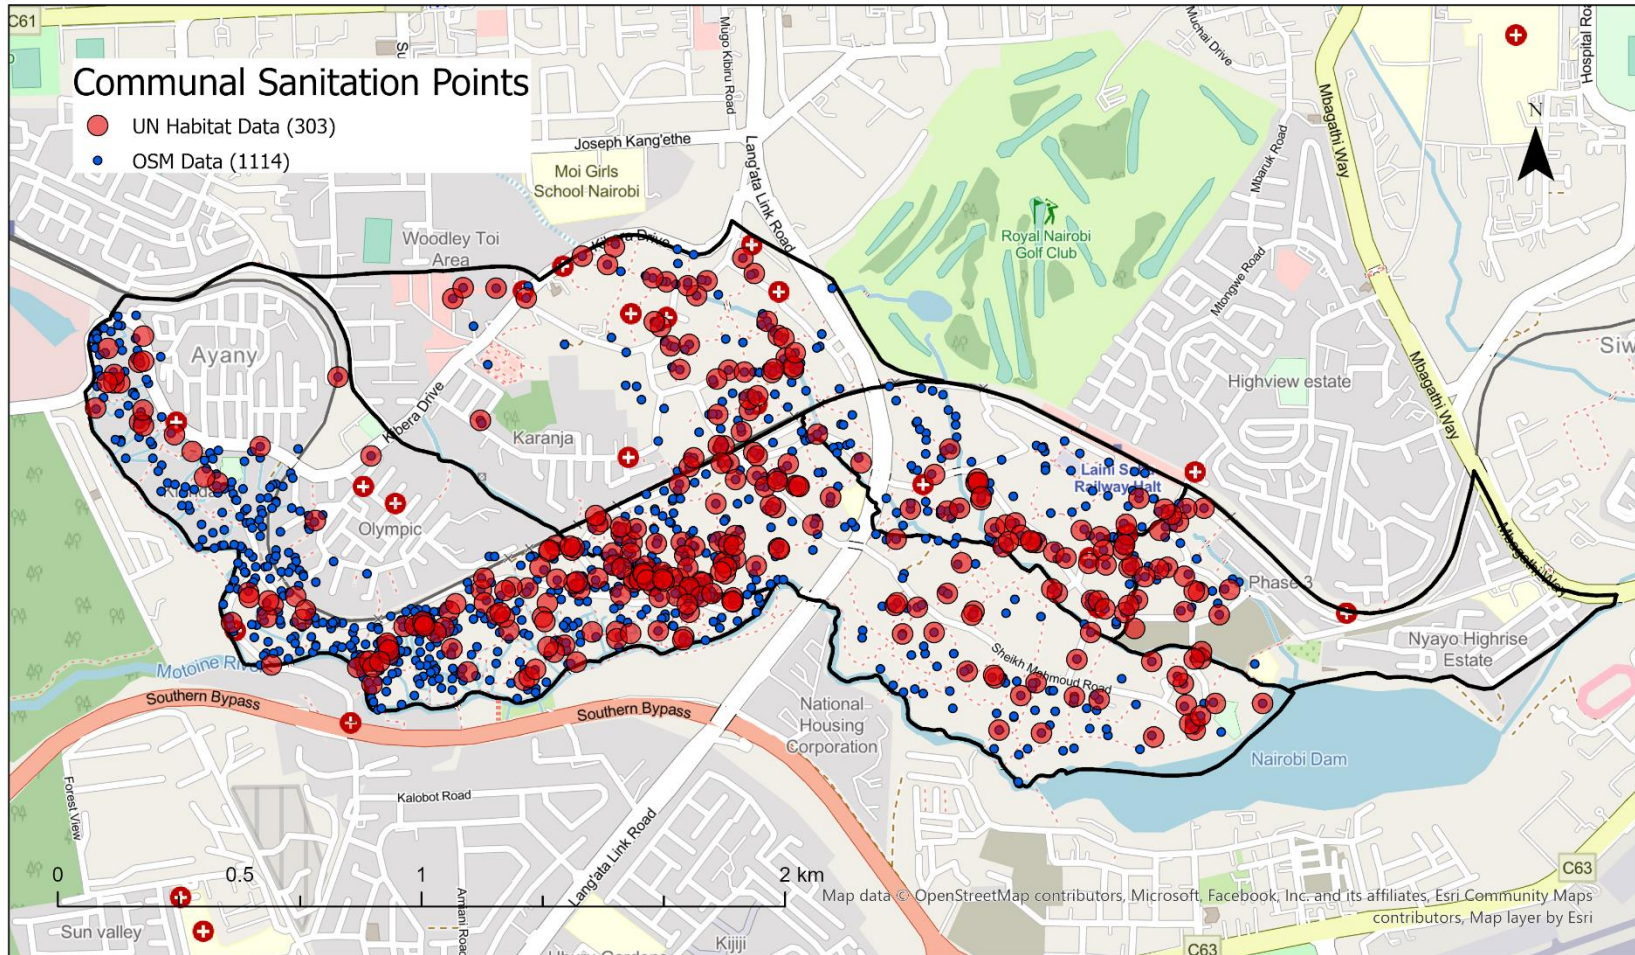 C61
Su
Mugo Kibiru Road
Muchai Drive
Hospital Roa
Communal Sanitation Points
UN Habitat Data (303)
OSM Data (1114)
N
Joseph Kang'ethe
Mbagathi Way
Moi Girls
School Nairobi
Lang'ata Link Road
Mbaruk Road
Woodley Toi
Area
Kibera Drive
Royal Nairobi
Golf Club
Mtongwe Road
Ayany
Siw
Highview estate
Mbagathi Way
Kibera Drive
Karanja
Railway Halt
Olympic
Mbagathi Way
Phase 3
Nyayo Highrise
Estate
Motoine River
Sheikh Mahmoud Road
Southern Bypass
Southern Bypass
National
Housing
Corporation
Nairobi Dam
Forest View
Kalobot Road
Lang'ata Link Road
C63
0
0.5
1
2 km
Map data © OpenStreetMap contributors, Microsoft, Facebook, Inc. and its affiliates, Esri Community Maps
contributors, Map layer by Esri
Sun valley
Amiani Road
Kijiji
C63